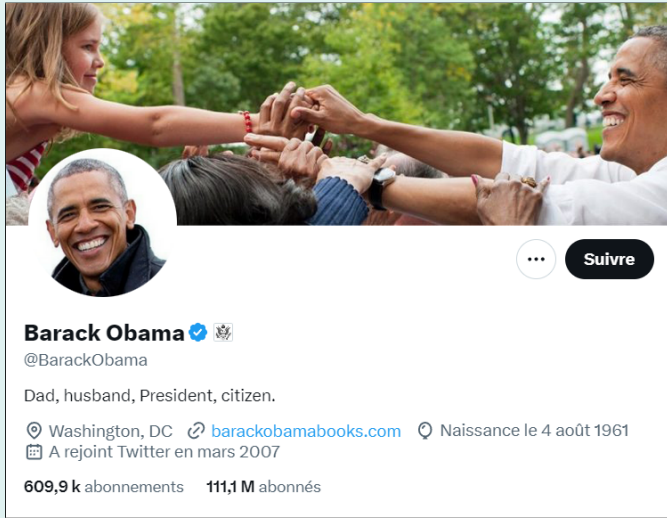 Suivre
Barack Obama
@BarackObama
Dad, husband, President, citizen.
Washington, DC barackobamabooks.com Naissance le 4 août 1961
A rejoint Twitter en mars 2007
609,9 k abonnements 111,1 M abonnés